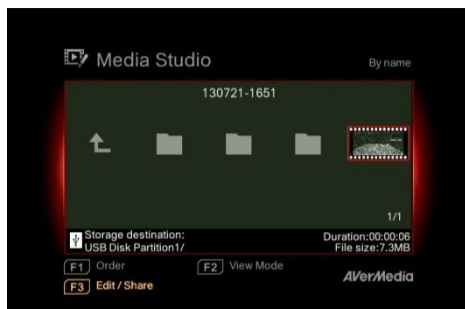 Media Studio
By name
130721-1651
1/1
Storage destination:
USB Disk Partition1/
Duration:00:00:06
File size:7.3MB
F1 Order
F2 View Mode
F3 Edit / Share
AVerMedia